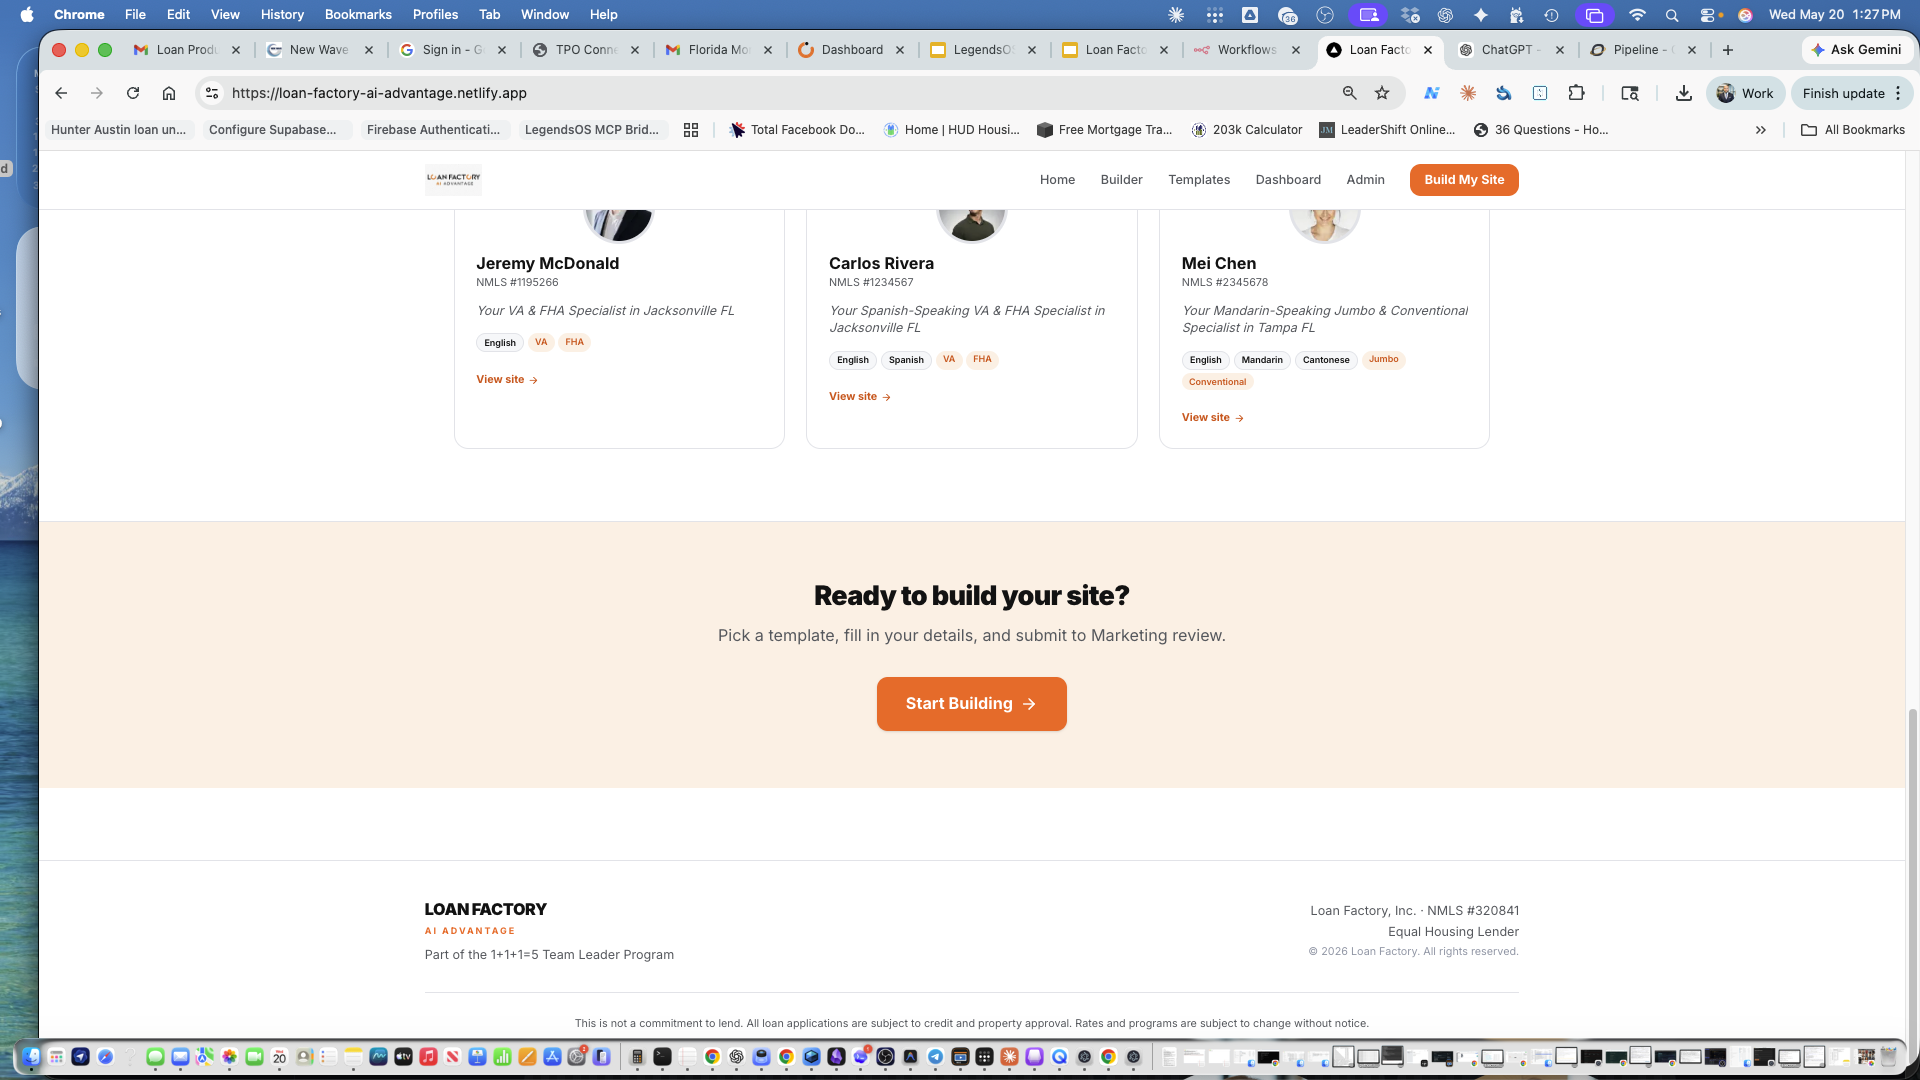 Chrome File Edit View History Bookmarks Profiles Tab Window Help
Wed May 20 1:27 PM
Loan Produ
New Wave
Sign in - G
TPO Conne
Florida Mo
Dashboard
LegendsOS
Loan Facto
Workflows
Loan Facto
ChatGPT -
Pipeline -
Ask Gemini
https://loan-factory-ai-advantage.netlify.app
Work
Finish update
Hunter Austin loan un...
Configure Supabase...
Firebase Authenticati...
LegendsOS MCP Brid...
Total Facebook Do...
Home | HUD Housi...
Free Mortgage Tra...
203k Calculator
LeaderShift Online...
36 Questions - Ho...
All Bookmarks
LOAN FACTORY
AI ADVANTAGE
Home Builder Templates Dashboard Admin Build My Site
Jeremy McDonald
NMLS #1195266
Your VA & FHA Specialist in Jacksonville FL
English VA FHA
View site →
Carlos Rivera
NMLS #1234567
Your Spanish-Speaking VA & FHA Specialist in
Jacksonville FL
English Spanish VA FHA
View site →
Mei Chen
NMLS #2345678
Your Mandarin-Speaking Jumbo & Conventional
Specialist in Tampa FL
English Mandarin Cantonese Jumbo
Conventional
View site →
Ready to build your site?
Pick a template, fill in your details, and submit to Marketing review.
Start Building →
LOAN FACTORY
AI ADVANTAGE
Part of the 1+1+1=5 Team Leader Program
Loan Factory, Inc. · NMLS #320841
Equal Housing Lender
© 2026 Loan Factory. All rights reserved.
This is not a commitment to lend. All loan applications are subject to credit and property approval. Rates and programs are subject to change without notice.